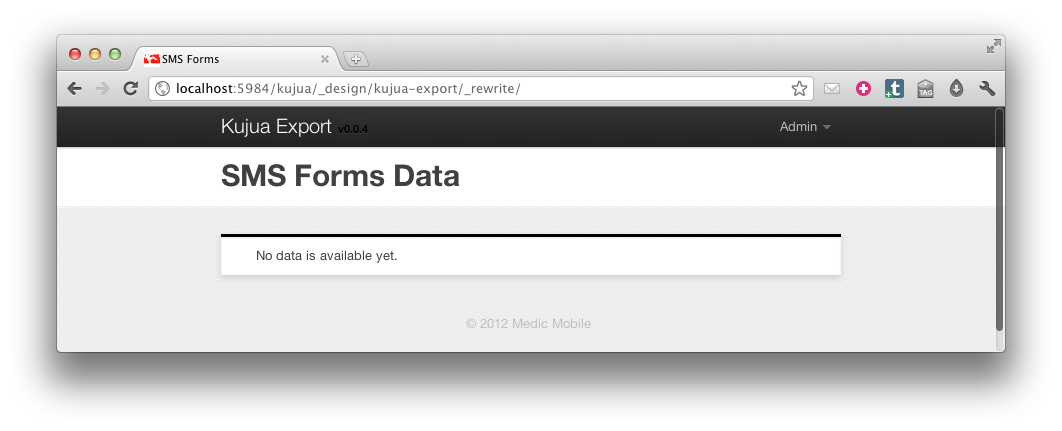 SMS Forms
localhost:5984/kujua/_design/kujua-export/_rewrite/
TAG
Kujua Export v0.0.4
Admin
SMS Forms Data
No data is available yet.
© 2012 Medic Mobile